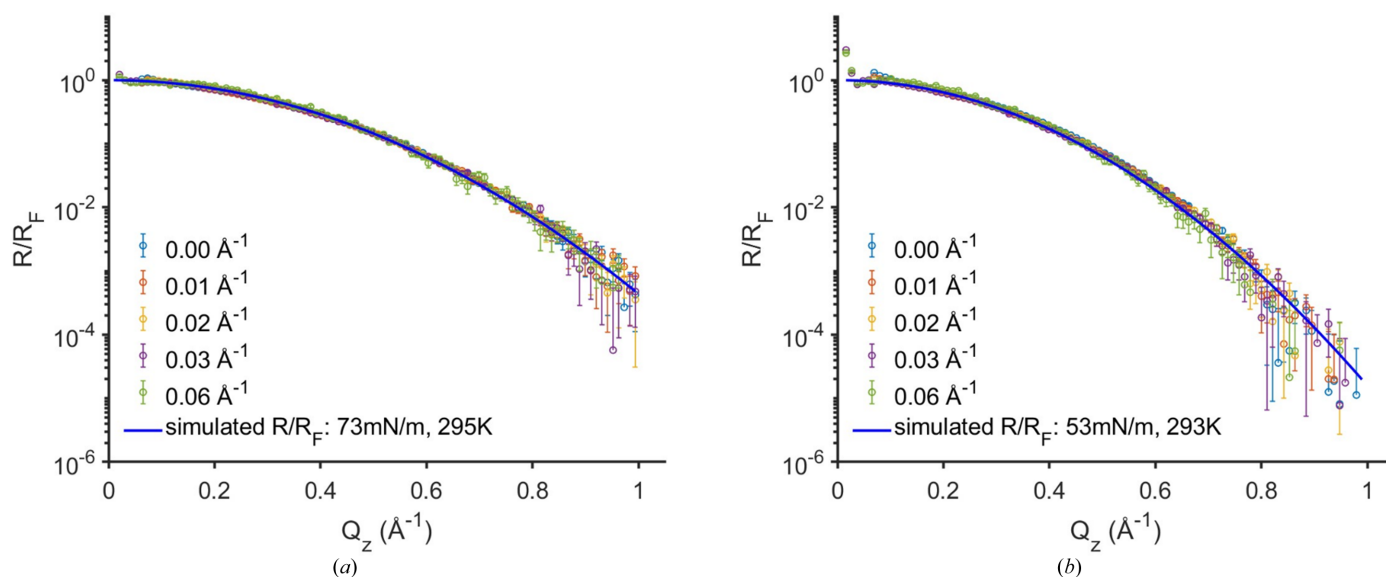 R/R_F
10^0
10^-2
10^-4
10^-6
0.00 Å^-1
0.01 Å^-1
0.02 Å^-1
0.03 Å^-1
0.06 Å^-1
simulated R/R_F: 73mN/m, 295K
0 0.2 0.4 0.6 0.8 1
Q_z (Å^-1)
(a)
R/R_F
10^0
10^-2
10^-4
10^-6
0.00 Å^-1
0.01 Å^-1
0.02 Å^-1
0.03 Å^-1
0.06 Å^-1
simulated R/R_F: 53mN/m, 293K
0 0.2 0.4 0.6 0.8 1
Q_z (Å^-1)
(b)